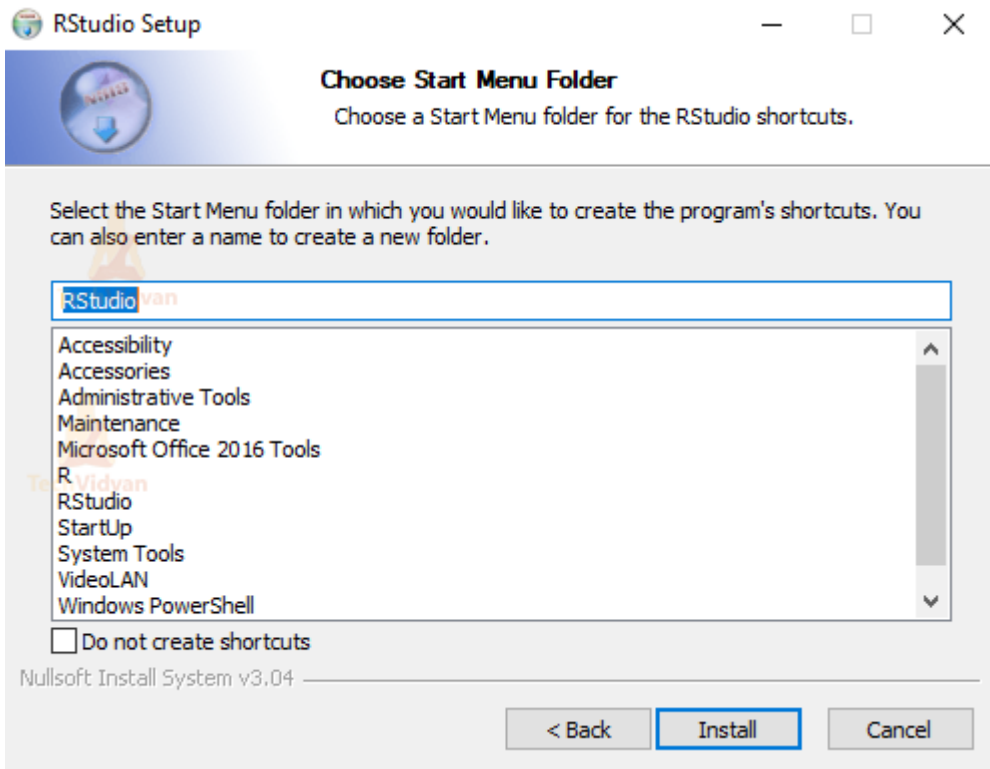 RStudio Setup
Choose Start Menu Folder
Choose a Start Menu folder for the RStudio shortcuts.
Select the Start Menu folder in which you would like to create the program's shortcuts. You
can also enter a name to create a new folder.
RStudio
Accessibility
Accessories
Administrative Tools
Maintenance
Microsoft Office 2016 Tools
R
TechVidyan
RStudio
StartUp
System Tools
VideoLAN
Windows PowerShell
Do not create shortcuts
Nullsoft Install System v3.04
< Back
Install
Cancel